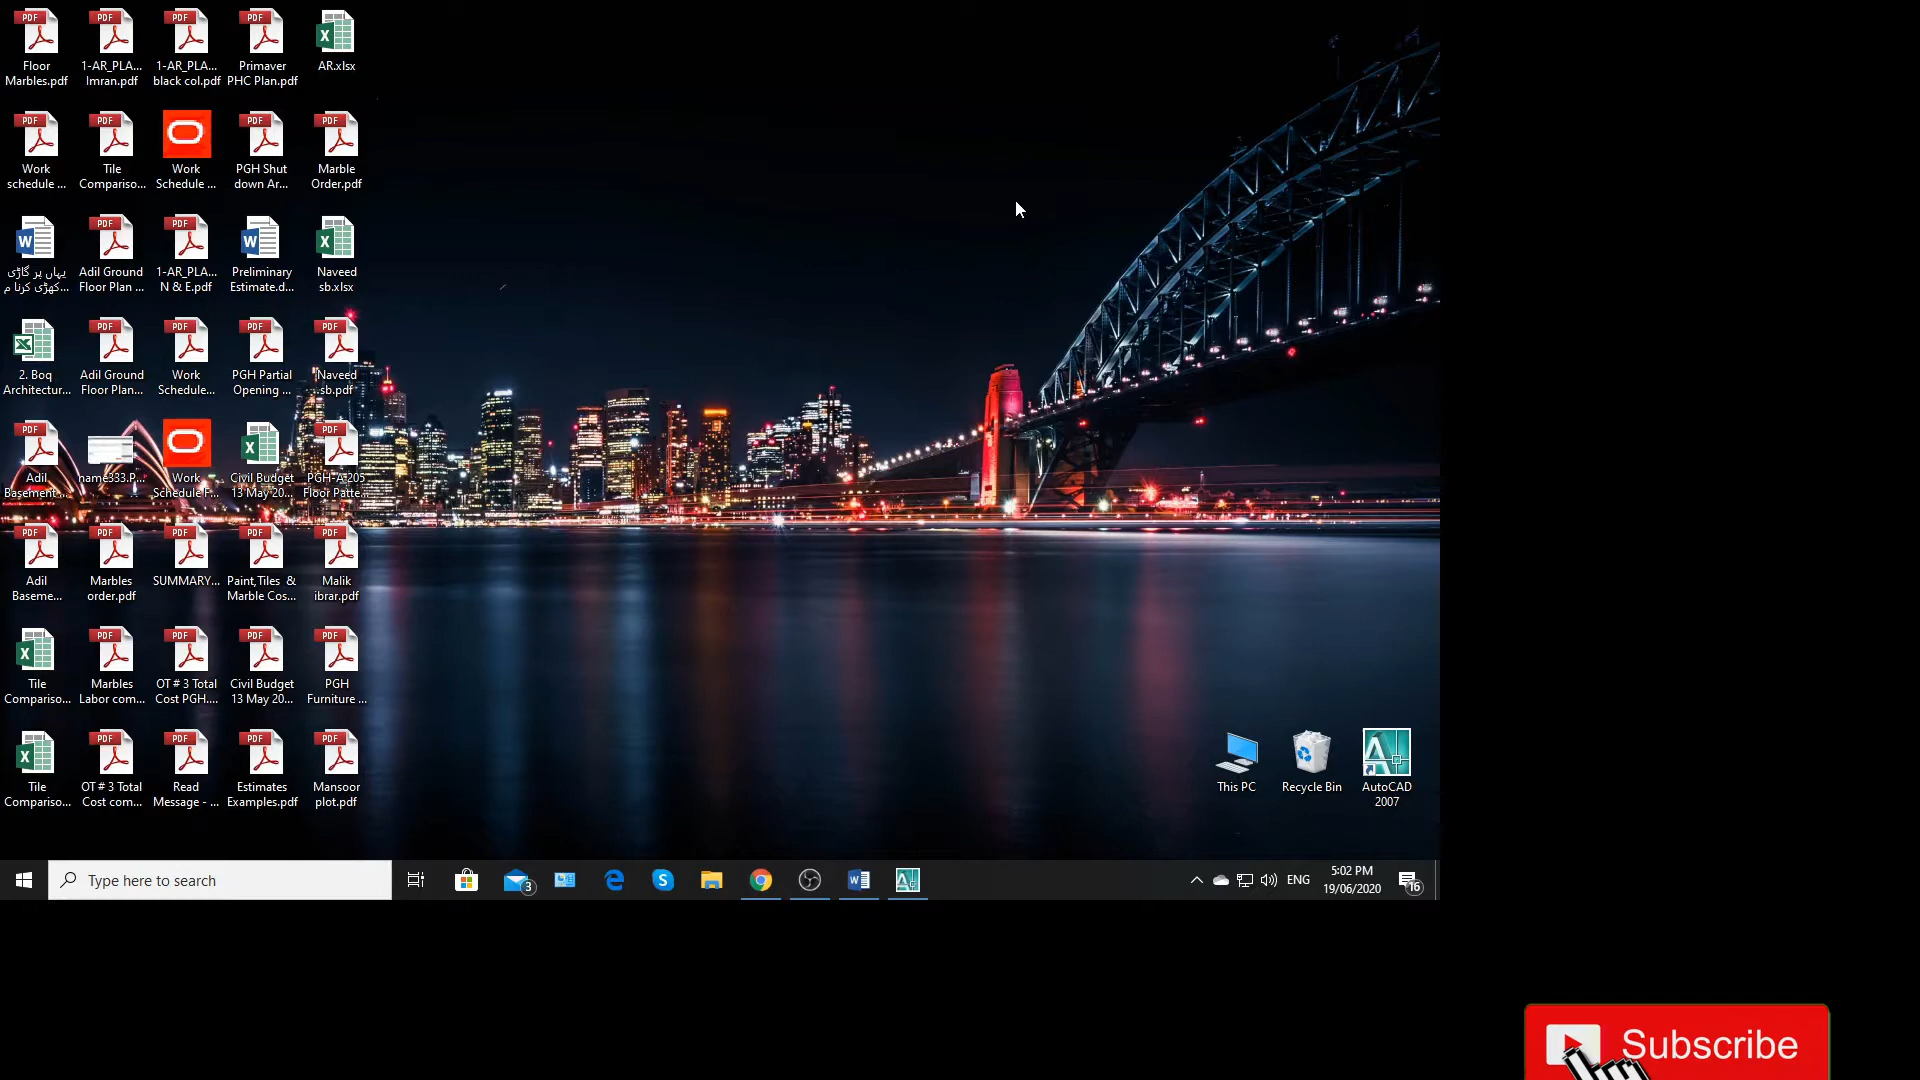 Floor
Marbles.pdf
1-AR_PLA...
Imran.pdf
1-AR_PLA...
black col.pdf
Primaver
PHC Plan.pdf
AR.xlsx
Work
schedule ...
Tile
Compariso...
Work
Schedule ...
PGH Shut
down Ar...
Marble
Order.pdf
یہاں پر گاڑی
کھڑی کرنا م...
Adil Ground
Floor Plan ...
1-AR_PLA...
N & E.pdf
Preliminary
Estimate.d...
Naveed
sb.xlsx
2. Boq
Architectur...
Adil Ground
Floor Plan...
Work
Schedule...
PGH Partial
Opening ...
Naveed
sb.pdf
Adil
Basement ...
name333.P...
Work
Schedule F...
Civil Budget
13 May 20...
PGH-A-205
Floor Patte...
Adil
Baseme...
Marbles
order.pdf
SUMMARY...
Paint,Tiles &
Marble Cos...
Malik
ibrar.pdf
Tile
Compariso...
Marbles
Labor com...
OT # 3 Total
Cost PGH....
Civil Budget
13 May 20...
PGH
Furniture ...
Tile
Compariso...
OT # 3 Total
Cost com...
Read
Message - ...
Estimates
Examples.pdf
Mansoor
plot.pdf
This PC
Recycle Bin
AutoCAD
2007
Type here to search
3
ENG
5:02 PM
19/06/2020
16
Subscribe